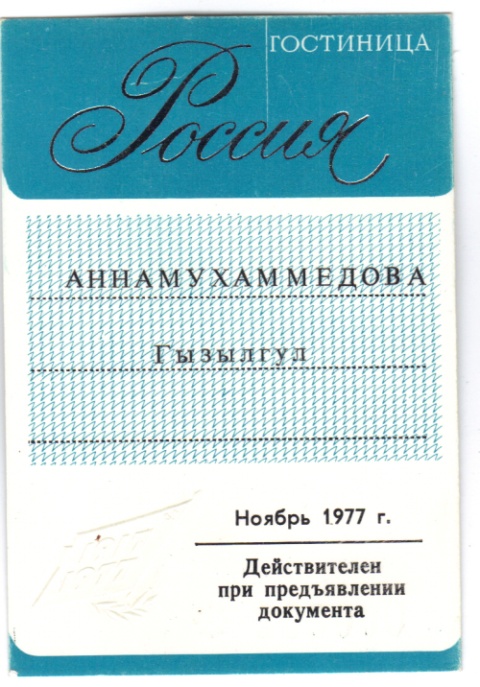 ГОСТИНИЦА
Россия
АННАМУХАММЕДОВА
Гызылгул
Ноябрь 1977 г.
Действителен
при предъявлении
документа